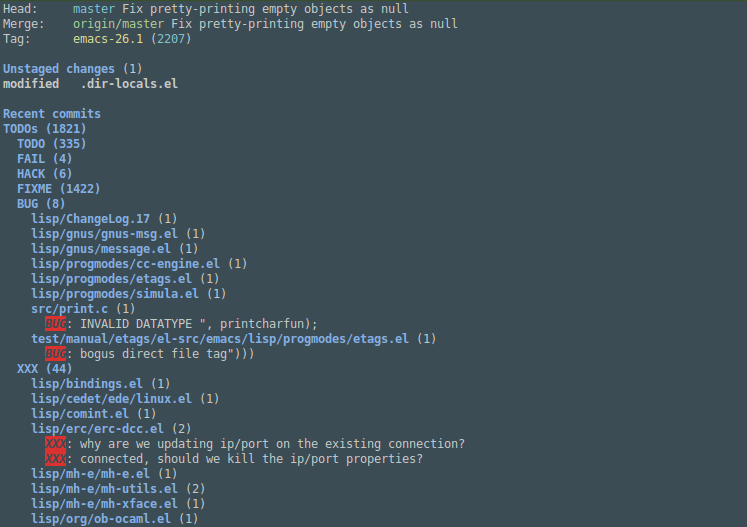 Head:     master Fix pretty-printing empty objects as null
Merge:    origin/master Fix pretty-printing empty objects as null
Tag:      emacs-26.1 (2207)

Unstaged changes (1)
modified   .dir-locals.el

Recent commits
TODOs (1821)
  TODO (335)
  FAIL (4)
  HACK (6)
  FIXME (1422)
  BUG (8)
    lisp/ChangeLog.17 (1)
    lisp/gnus/gnus-msg.el (1)
    lisp/gnus/message.el (1)
    lisp/progmodes/cc-engine.el (1)
    lisp/progmodes/etags.el (1)
    lisp/progmodes/simula.el (1)
    src/print.c (1)
      BUG: INVALID DATATYPE ", printcharfun);
    test/manual/etags/el-src/emacs/lisp/progmodes/etags.el (1)
      BUG: bogus direct file tag")))
  XXX (44)
    lisp/bindings.el (1)
    lisp/cedet/ede/linux.el (1)
    lisp/comint.el (1)
    lisp/erc/erc-dcc.el (2)
      XXX: why are we updating ip/port on the existing connection?
      XXX: connected, should we kill the ip/port properties?
    lisp/mh-e/mh-e.el (1)
    lisp/mh-e/mh-utils.el (2)
    lisp/mh-e/mh-xface.el (1)
    lisp/org/ob-ocaml.el (1)